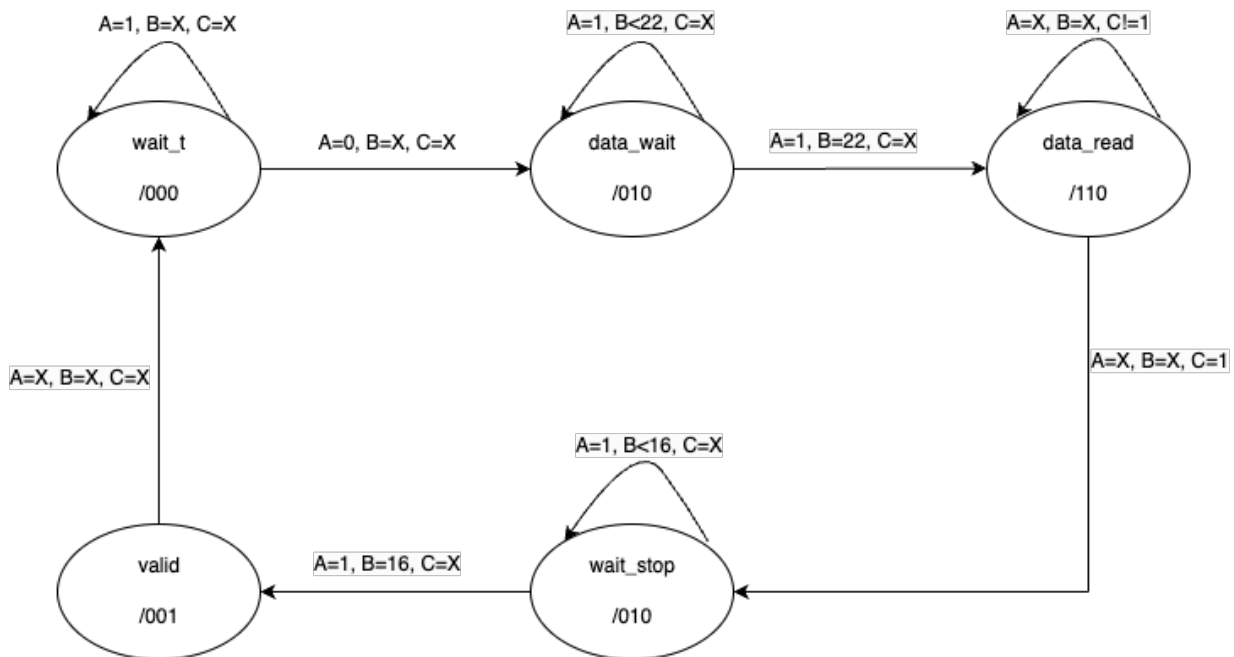 A=1, B=X, C=X
A=1, B<22, C=X
A=X, B=X, C!=1
wait_t
/000
A=0, B=X, C=X
data_wait
/010
A=1, B=22, C=X
data_read
/110
A=X, B=X, C=X
A=X, B=X, C=1
A=1, B<16, C=X
valid
/001
A=1, B=16, C=X
wait_stop
/010